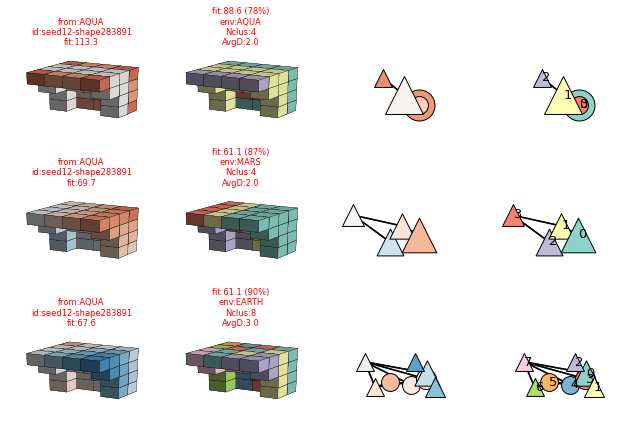 from:AQUA
id:seed12-shape283891
fit:113.3
fit:88.6 (78%)
env:AQUA
Nclus:4
AvgD:2.0
2
1
from:AQUA
id:seed12-shape283891
fit:69.7
fit:61.1 (87%)
env:MARS
Nclus:4
AvgD:2.0
3
1
0
2
from:AQUA
id:seed12-shape283891
fit:67.6
fit:61.1 (90%)
env:EARTH
Nclus:8
AvgD:3.0
7
2
0
5
4
6
1